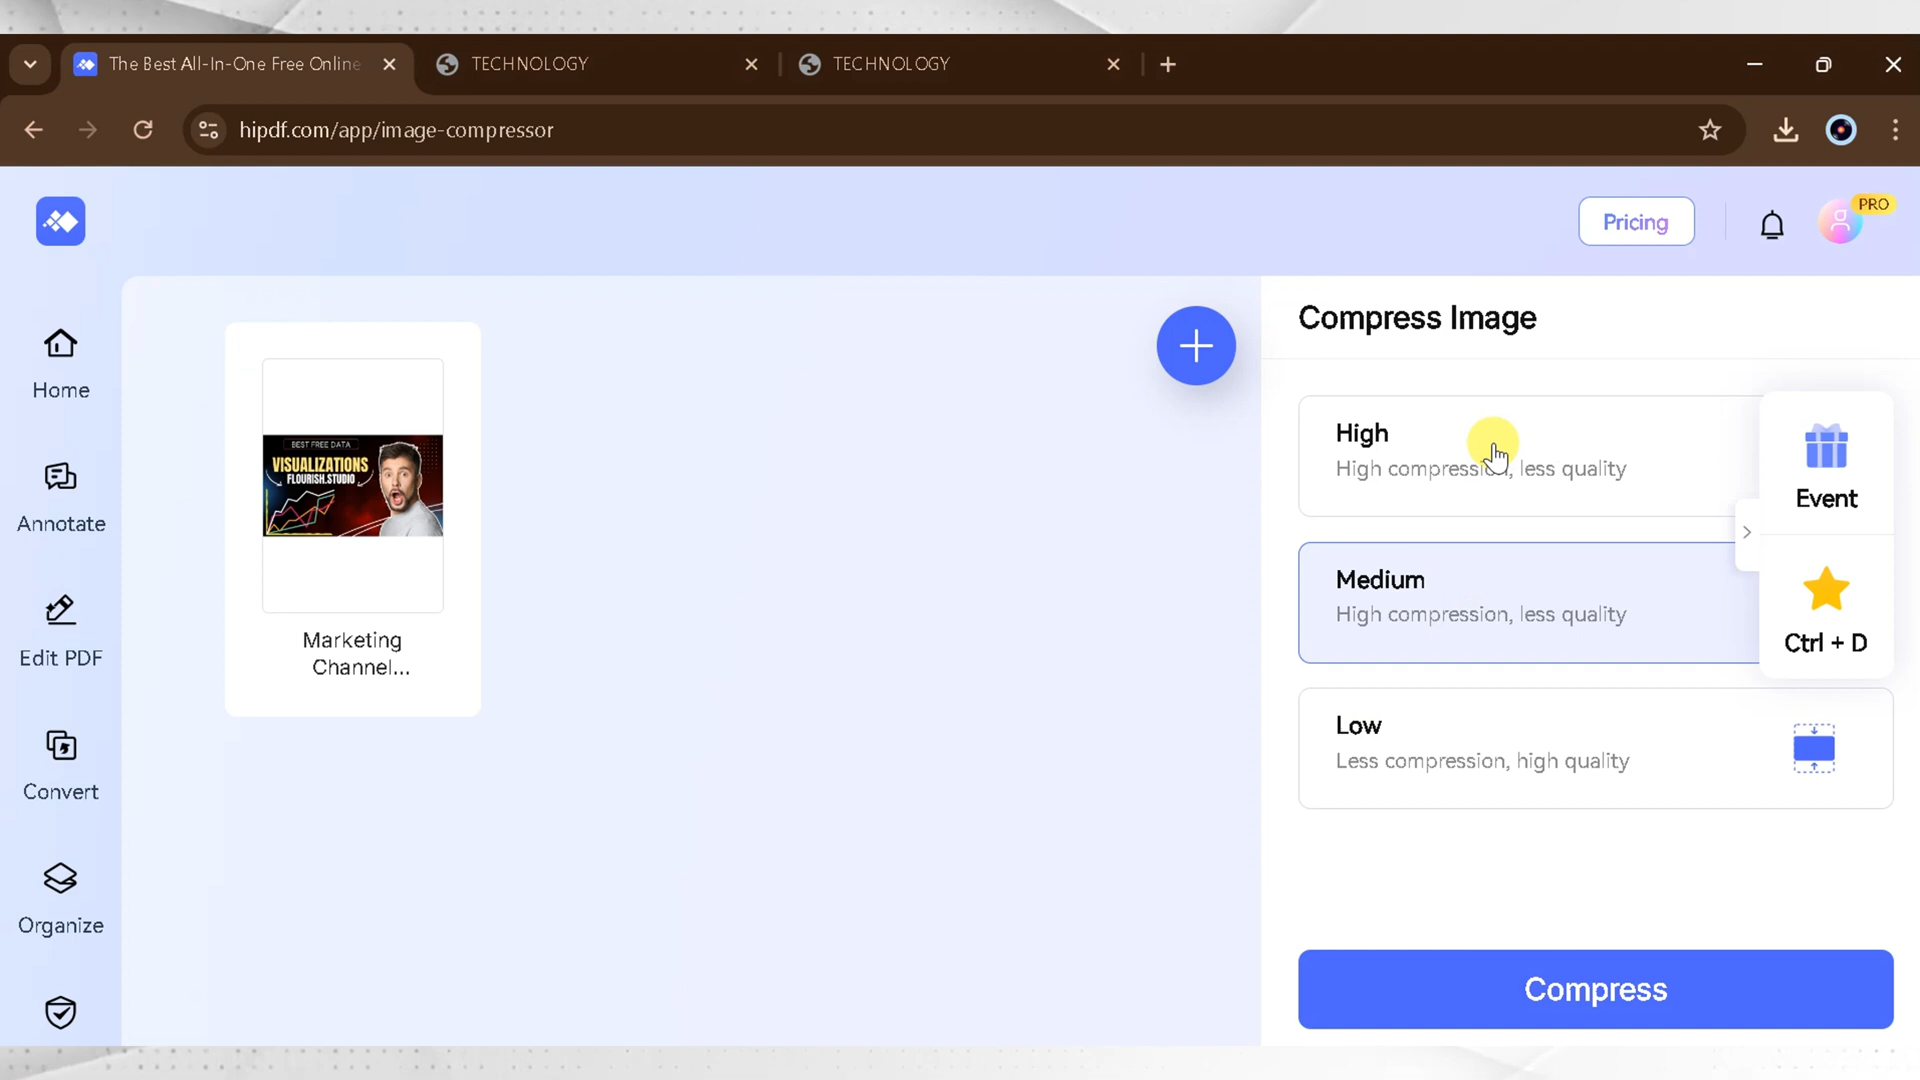 The Best All-In-One Free Online
TECHNOLOGY
TECHNOLOGY
hipdf.com/app/image-compressor
Pricing
PRO
Home
Annotate
Edit PDF
Convert
Organize
BEST FREE DATA
VISUALIZATIONS
FLOURISH.STUDIO
Marketing
Channel...
Compress Image
High
High compression, less quality
Medium
High compression, less quality
Low
Less compression, high quality
Event
Ctrl + D
Compress